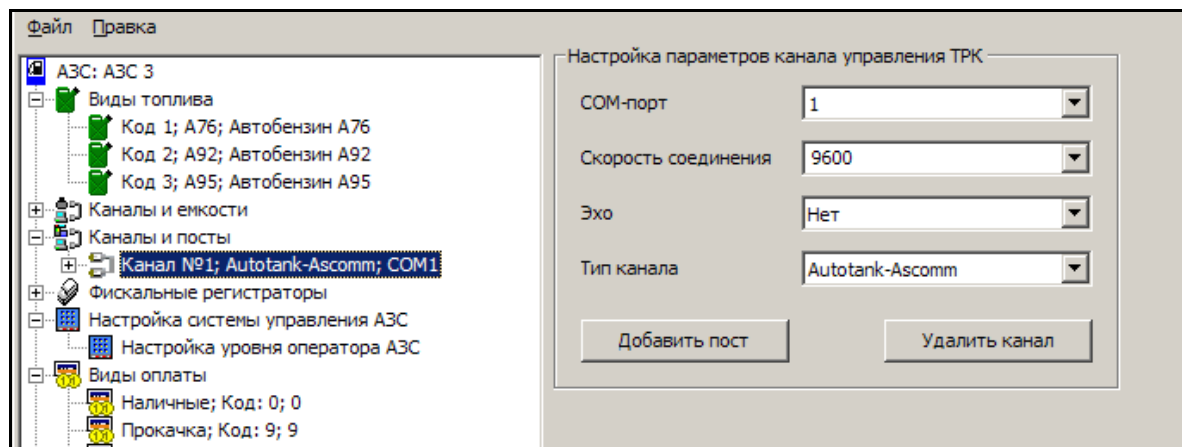 Файл Правка
АЗС: АЗС 3
Виды топлива
Код 1; А76; Автобензин А76
Код 2; А92; Автобензин А92
Код 3; А95; Автобензин А95
Каналы и емкости
Каналы и посты
Канал №1; Autotank-Ascomm; COM1
Фискальные регистраторы
Настройка системы управления АЗС
Настройка уровня оператора АЗС
Виды оплаты
Наличные; Код: 0; 0
Прокачка; Код: 9; 9
Настройка параметров канала управления ТРК
COM-порт 1
Скорость соединения 9600
Эхо Нет
Тип канала Autotank-Ascomm
Добавить пост Удалить канал